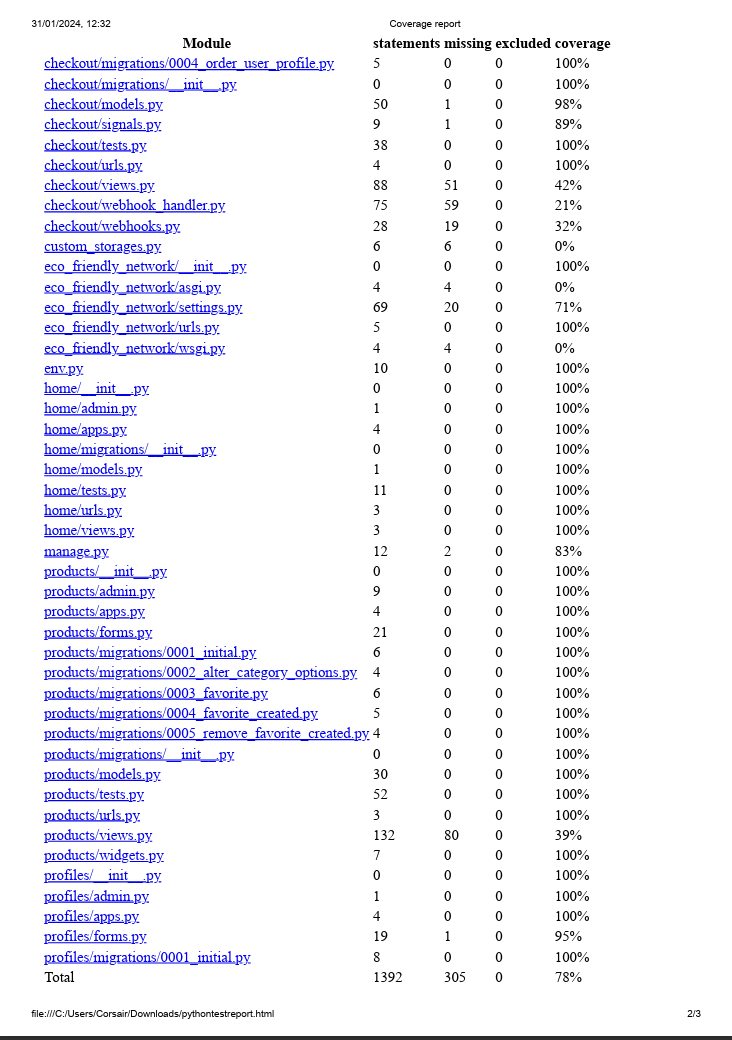 31/01/2024, 12:32 Coverage report
Module statements missing excluded coverage
checkout/migrations/0004_order_user_profile.py 5 0 0 100%
checkout/migrations/__init__.py 0 0 0 100%
checkout/models.py 50 1 0 98%
checkout/signals.py 9 1 0 89%
checkout/tests.py 38 0 0 100%
checkout/urls.py 4 0 0 100%
checkout/views.py 88 51 0 42%
checkout/webhook_handler.py 75 59 0 21%
checkout/webhooks.py 28 19 0 32%
custom_storages.py 6 6 0 0%
eco_friendly_network/__init__.py 0 0 0 100%
eco_friendly_network/asgi.py 4 4 0 0%
eco_friendly_network/settings.py 69 20 0 71%
eco_friendly_network/urls.py 5 0 0 100%
eco_friendly_network/wsgi.py 4 4 0 0%
env.py 10 0 0 100%
home/__init__.py 0 0 0 100%
home/admin.py 1 0 0 100%
home/apps.py 4 0 0 100%
home/migrations/__init__.py 0 0 0 100%
home/models.py 1 0 0 100%
home/tests.py 11 0 0 100%
home/urls.py 3 0 0 100%
home/views.py 3 0 0 100%
manage.py 12 2 0 83%
products/__init__.py 0 0 0 100%
products/admin.py 9 0 0 100%
products/apps.py 4 0 0 100%
products/forms.py 21 0 0 100%
products/migrations/0001_initial.py 6 0 0 100%
products/migrations/0002_alter_category_options.py 4 0 0 100%
products/migrations/0003_favorite.py 6 0 0 100%
products/migrations/0004_favorite_created.py 5 0 0 100%
products/migrations/0005_remove_favorite_created.py 4 0 0 100%
products/migrations/__init__.py 0 0 0 100%
products/models.py 30 0 0 100%
products/tests.py 52 0 0 100%
products/urls.py 3 0 0 100%
products/views.py 132 80 0 39%
products/widgets.py 7 0 0 100%
profiles/__init__.py 0 0 0 100%
profiles/admin.py 1 0 0 100%
profiles/apps.py 4 0 0 100%
profiles/forms.py 19 1 0 95%
profiles/migrations/0001_initial.py 8 0 0 100%
Total 1392 305 0 78%
file:///C:/Users/Corsair/Downloads/pythontestreport.html 2/3